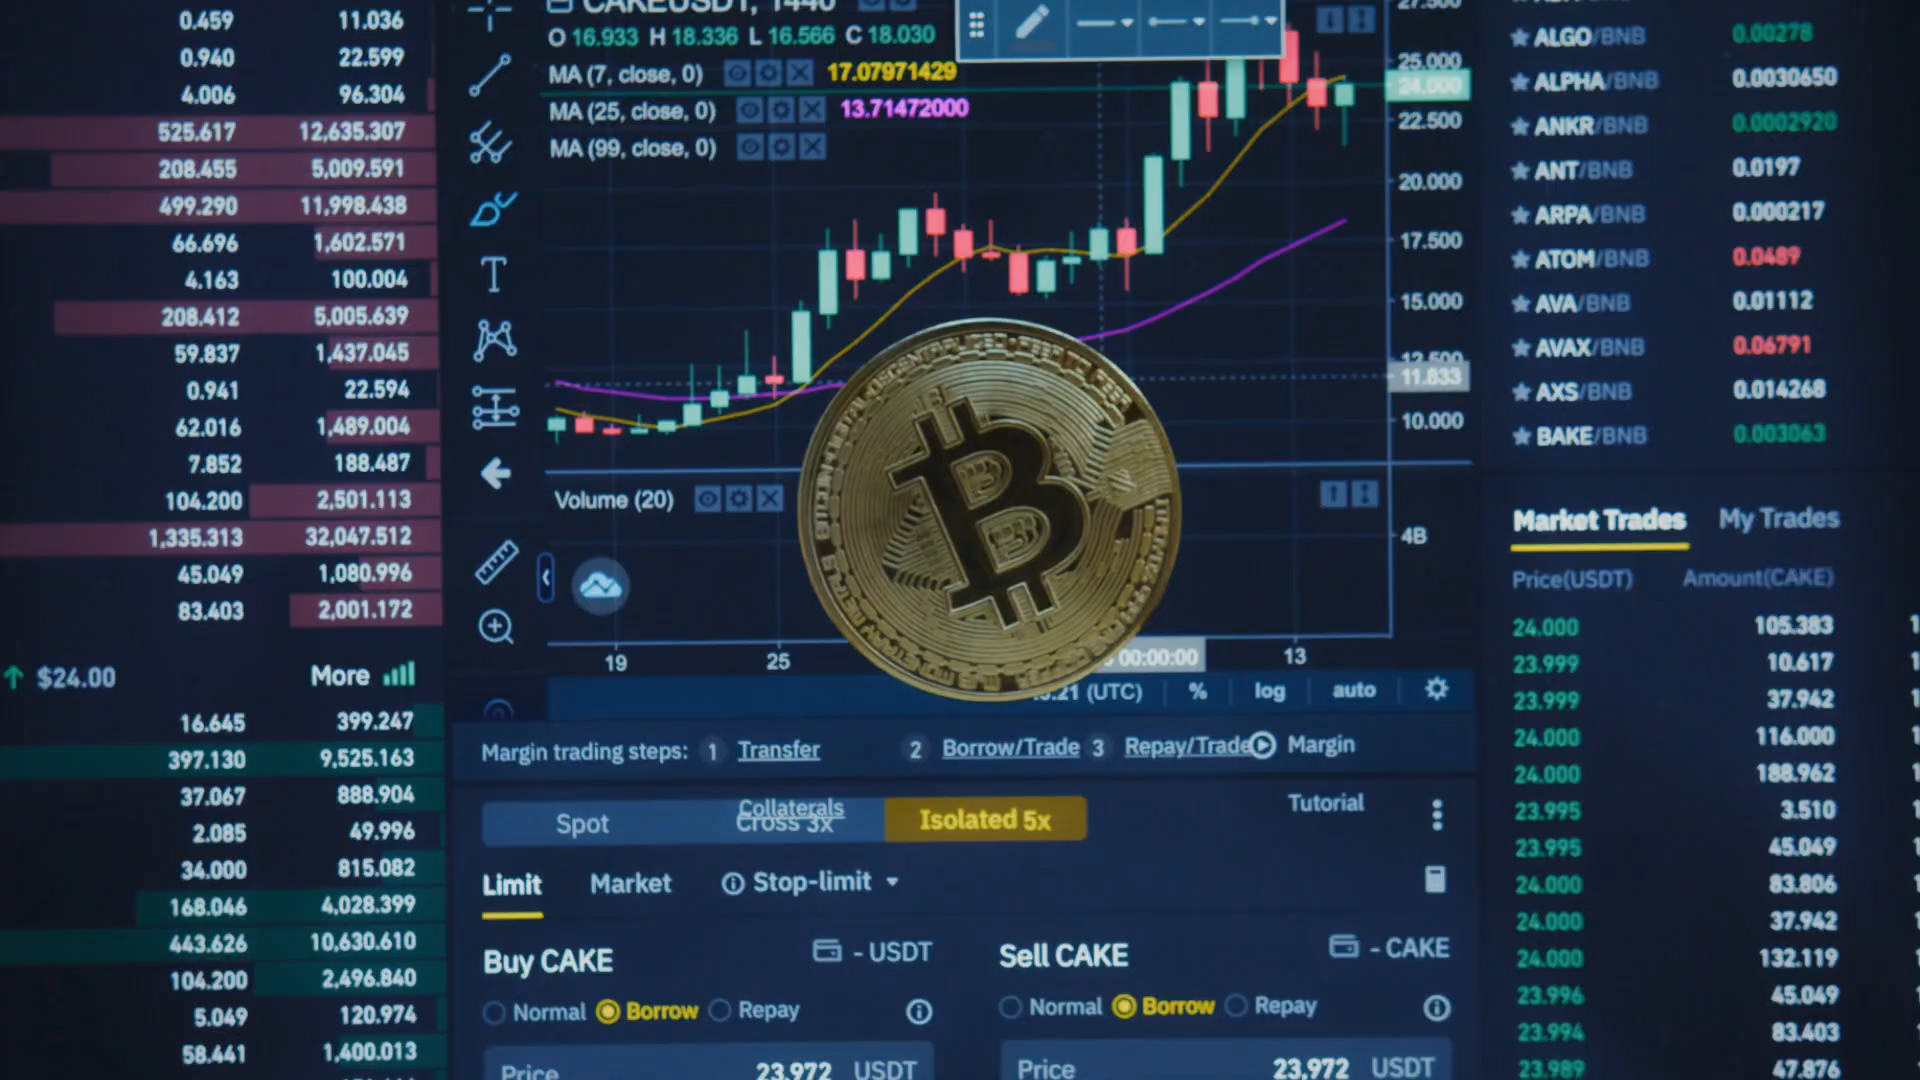 0.459 11.036
0.940 22.599
4.006 96.304
525.617 12,635.307
208.455 5,009.591
499.290 11,998.438
66.696 1,602.571
4.163 100.004
208.412 5,005.639
59.837 1,437.045
0.941 22.594
62.016 1,489.004
7.852 188.487
104.200 2,501.113
1,335.313 32,047.512
45.049 1,080.996
83.403 2,001.172
$24.00 More
16.645 399.247
397.130 9,525.163
37.067 888.904
2.085 49.996
34.000 815.082
168.046 4,028.399
443.626 10,630.610
104.200 2,496.840
5.049 120.974
58.441 1,400.013
CAKEUSDT, 1440
O 16.933 H 18.336 L 16.566 C 18.030
MA (7, close, 0) 17.07971429
MA (25, close, 0) 13.71472000
MA (99, close, 0)
27.500
25.000
24.000
22.500
20.000
17.500
15.000
12.500
11.833
10.000
Volume (20)
4B
19 25 00:00:00 13
(UTC) % log auto
Margin trading steps: 1 Transfer 2 Borrow/Trade 3 Repay/Trade Margin
Collaterals Tutorial
Spot Cross 3x Isolated 5x
Limit Market Stop-limit
Buy CAKE - USDT
Sell CAKE - CAKE
Normal Borrow Repay
Normal Borrow Repay
Price 23,972 USDT
Price 23,972 USDT
ALGO/BNB 0.00278
ALPHA/BNB 0.0030650
ANKR/BNB 0.0002920
ANT/BNB 0.0197
ARPA/BNB 0.000217
ATOM/BNB 0.0489
AVA/BNB 0.01112
AVAX/BNB 0.06791
AXS/BNB 0.014268
BAKE/BNB 0.003063
Market Trades My Trades
Price(USDT) Amount(CAKE)
24.000 105.383
23.999 10.617
23.999 37.942
24.000 116.000
24.000 188.962
23.995 3.510
23.995 45.049
24.000 83.806
24.000 37.942
24.000 132.119
23.996 45.049
23.994 83.403
23.989 47.876